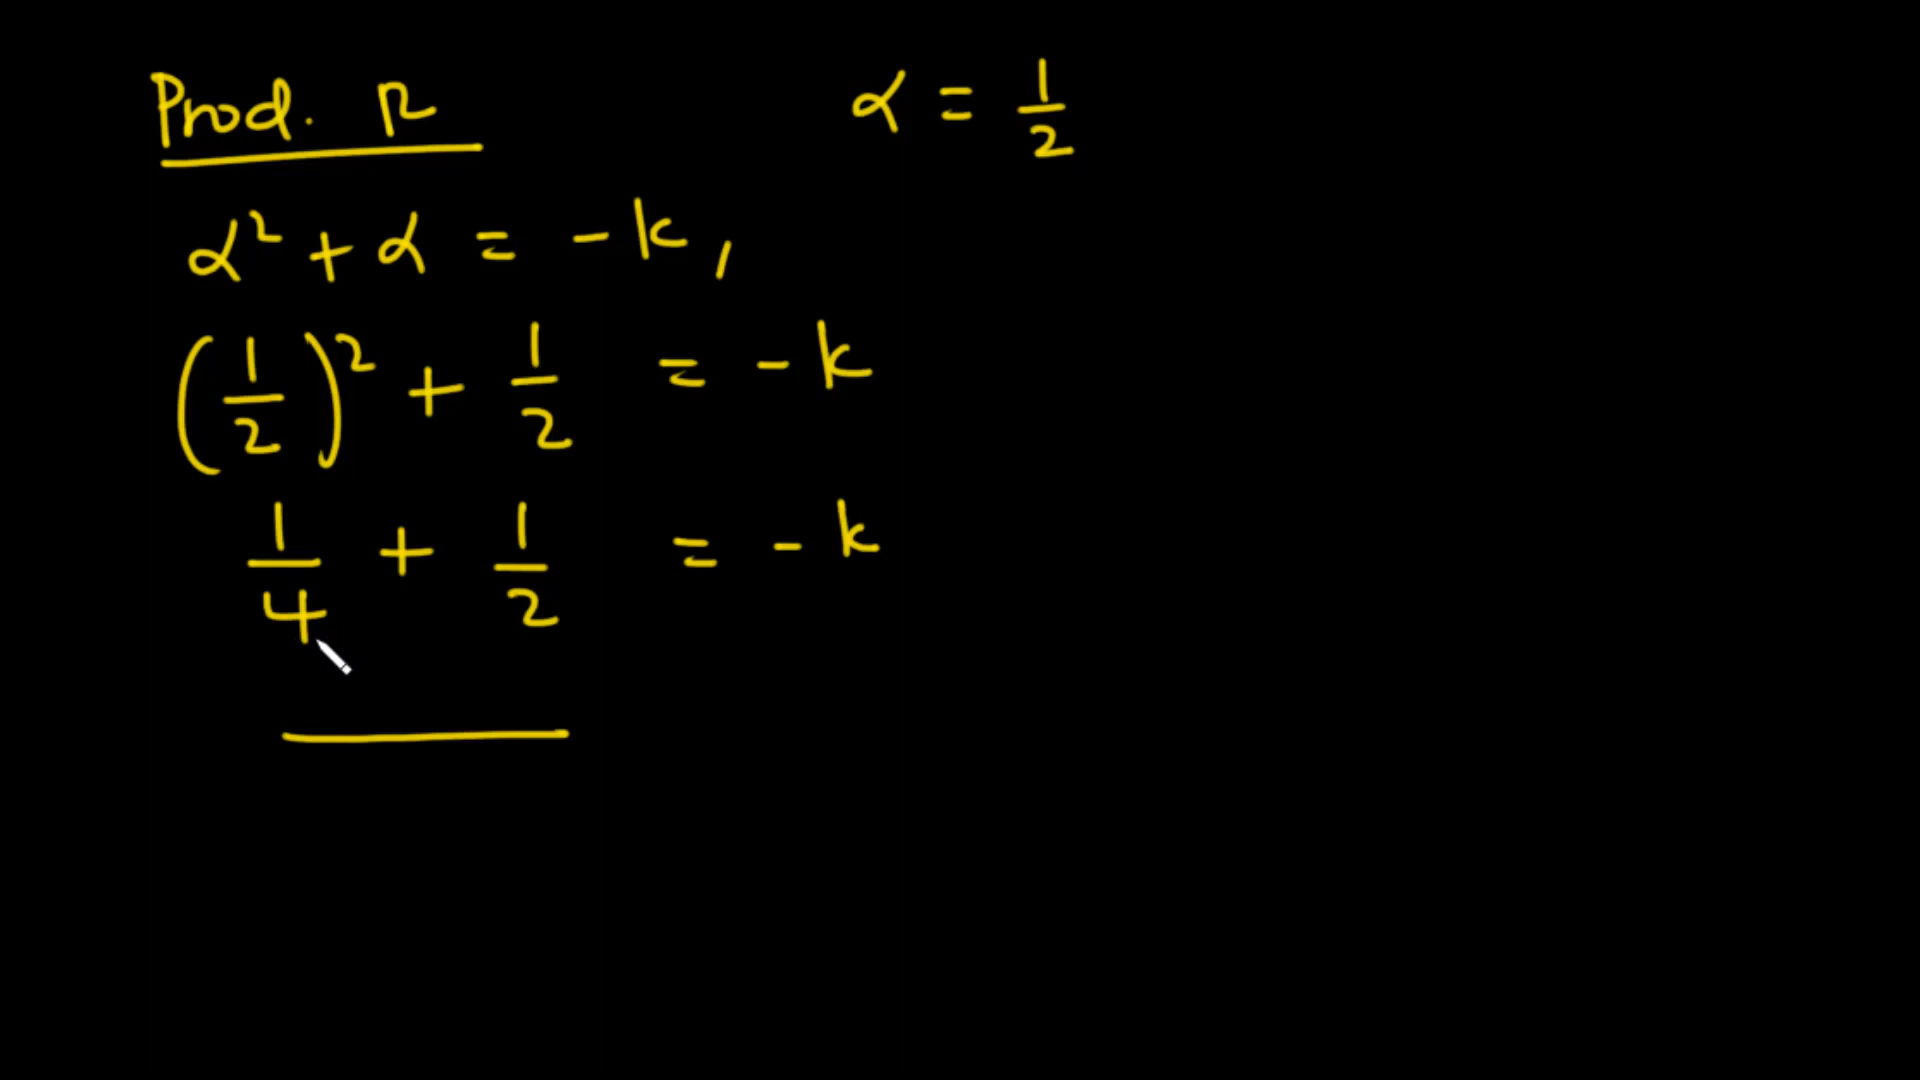 Prod. R
α = 1/2
α² + α = - k,
(1/2)² + 1/2 = - k
1/4 + 1/2 = - k